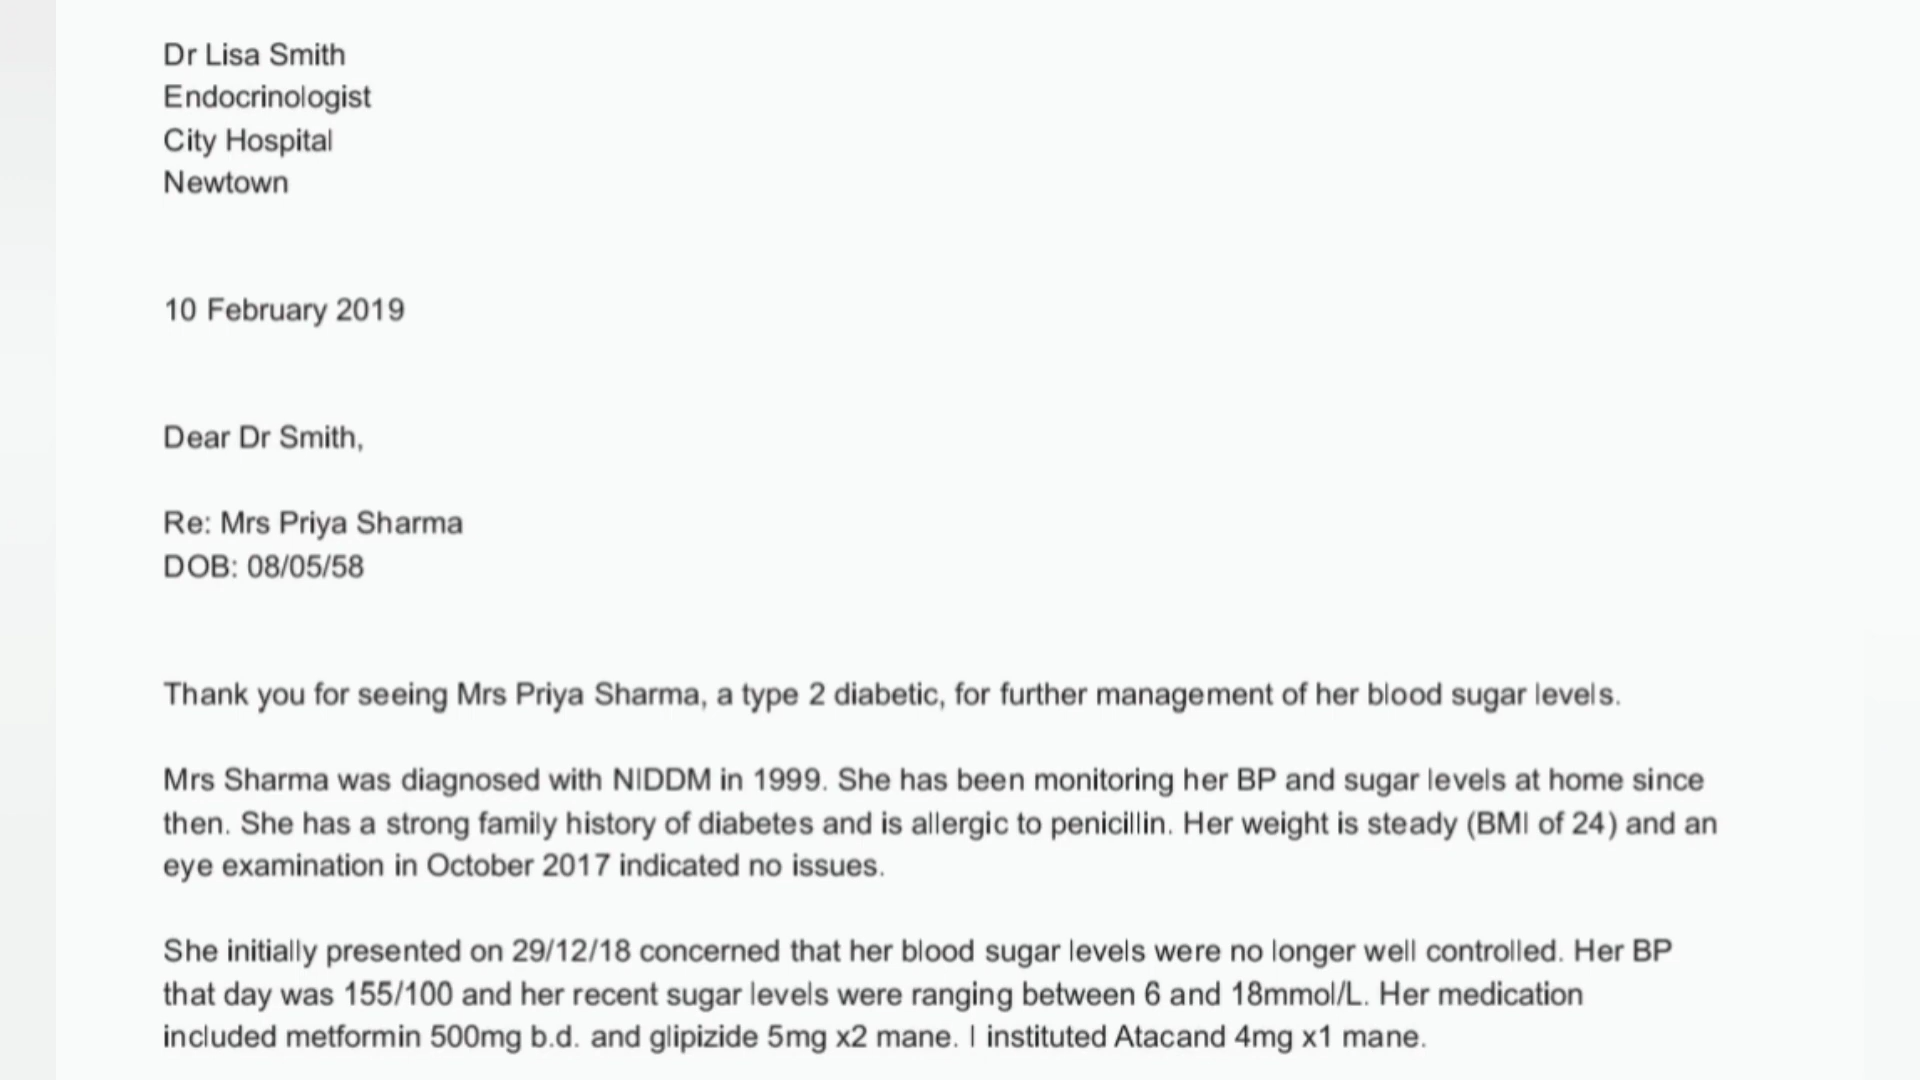 Dr Lisa Smith
Endocrinologist
City Hospital
Newtown
10 February 2019
Dear Dr Smith,
Re: Mrs Priya Sharma
DOB: 08/05/58
Thank you for seeing Mrs Priya Sharma, a type 2 diabetic, for further management of her blood sugar levels.
Mrs Sharma was diagnosed with NIDDM in 1999. She has been monitoring her BP and sugar levels at home since
then. She has a strong family history of diabetes and is allergic to penicillin. Her weight is steady (BMI of 24) and an
eye examination in October 2017 indicated no issues.
She initially presented on 29/12/18 concerned that her blood sugar levels were no longer well controlled. Her BP
that day was 155/100 and her recent sugar levels were ranging between 6 and 18mmol/L. Her medication
included metformin 500mg b.d. and glipizide 5mg x2 mane. I instituted Atacand 4mg x1 mane.